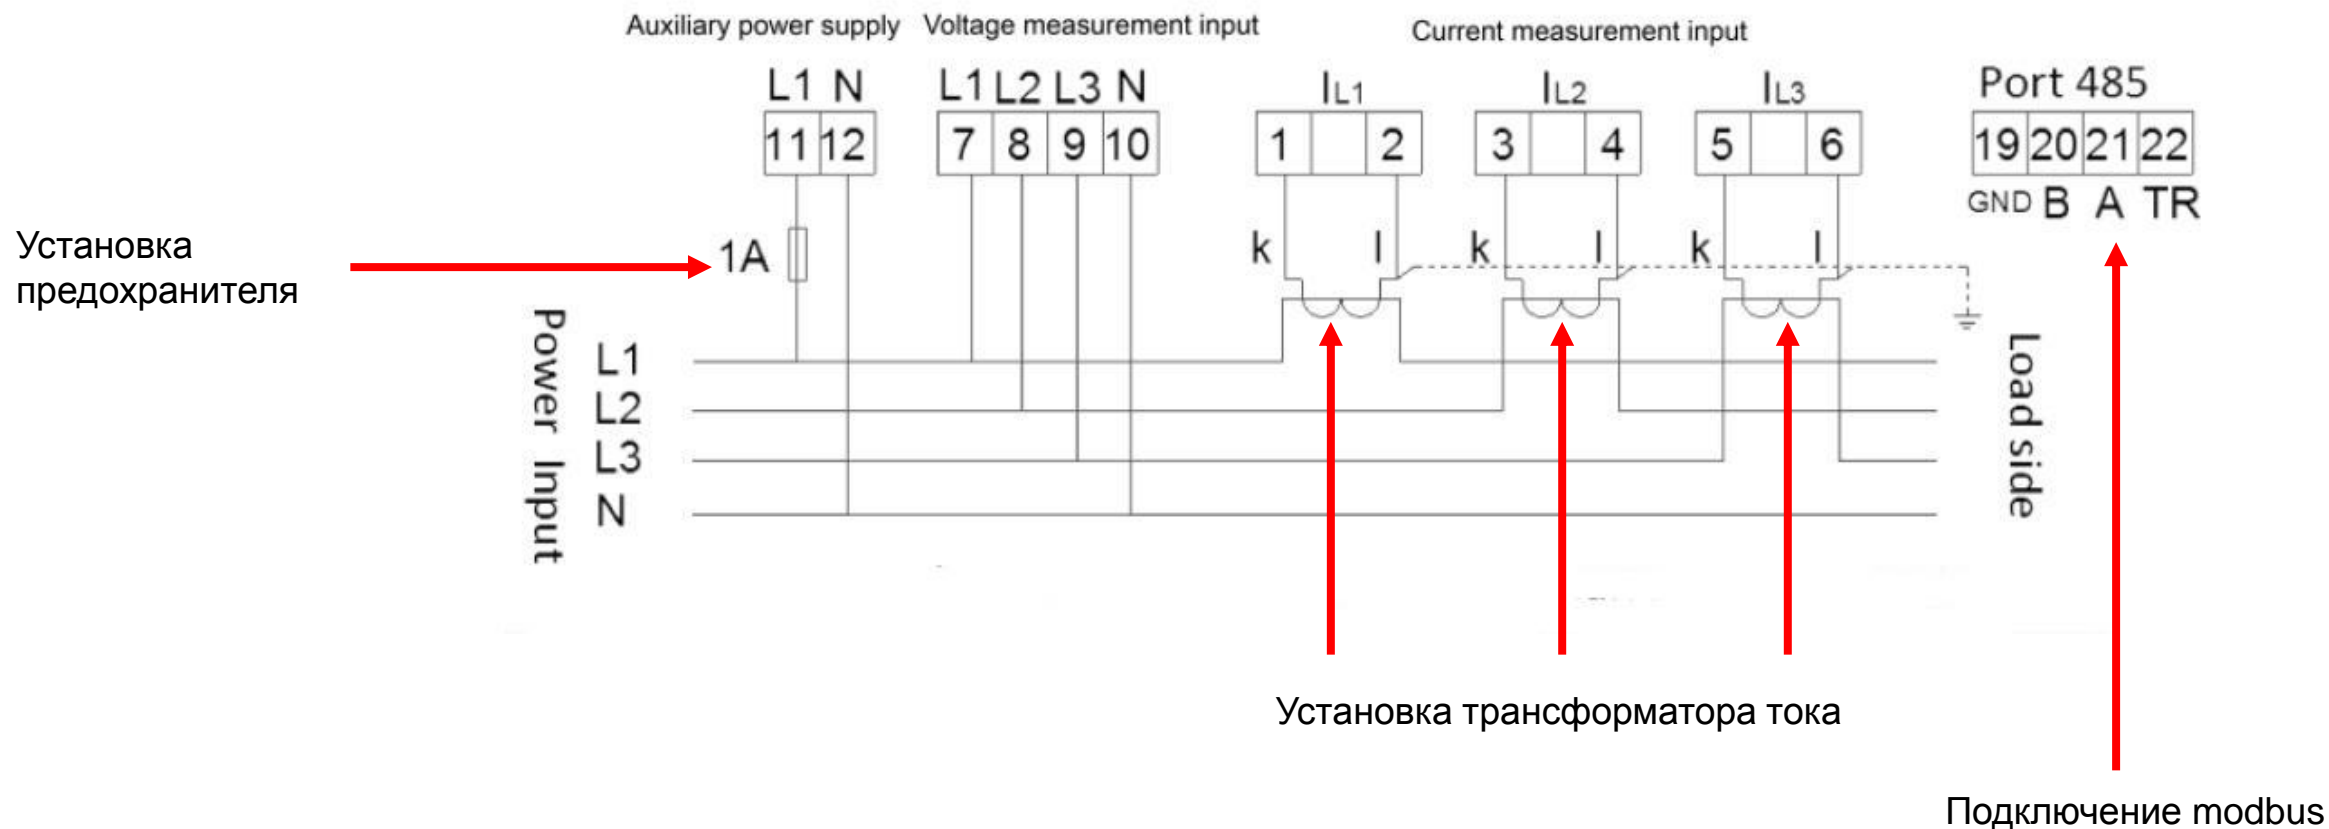 Auxiliary power supply Voltage measurement input Current measurement input
L1 N L1 L2 L3 N IL1 IL2 IL3 Port 485
11 12 7 8 9 10 1 2 3 4 5 6 19 20 21 22
GND B A TR
Установка
предохранителя
1A
k l k l k l
Power Input
L1
L2
L3
N
Load side
Установка трансформатора тока
Подключение modbus